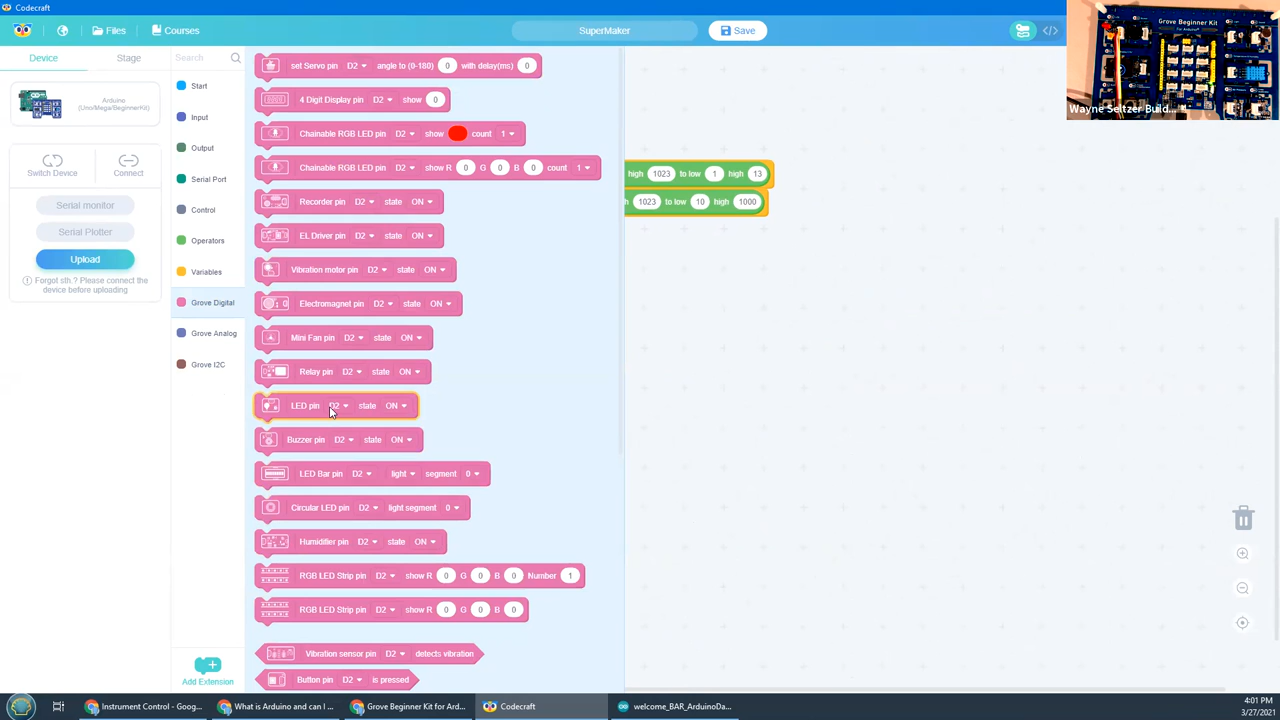 Codecraft
Files
Courses
SuperMaker
Save
</>
Grove Beginner Kit
For Arduino
Wayne Seltzer Build...
Device
Stage
Search
Arduino
(Uno/Mega/BeginnerKit)
Switch Device
Connect
Serial monitor
Serial Plotter
Upload
Forgot sth.? Please connect the
device before uploading
Start
Input
Output
Serial Port
Control
Operators
Variables
Grove Digital
Grove Analog
Grove I2C
Add Extension
set Servo pin D2 angle to (0-180) 0 with delay(ms) 0
4 Digit Display pin D2 show 0
Chainable RGB LED pin D2 show count 1
Chainable RGB LED pin D2 show R 0 G 0 B 0 count 1
Recorder pin D2 state ON
EL Driver pin D2 state ON
Vibration motor pin D2 state ON
Electromagnet pin D2 state ON
Mini Fan pin D2 state ON
Relay pin D2 state ON
LED pin D2 state ON
Buzzer pin D2 state ON
LED Bar pin D2 light segment 0
Circular LED pin D2 light segment 0
Humidifier pin D2 state ON
RGB LED Strip pin D2 show R 0 G 0 B 0 Number 1
RGB LED Strip pin D2 show R 0 G 0 B 0
Vibration sensor pin D2 detects vibration
Button pin D2 is pressed
high 1023 to low 1 high 13
h 1023 to low 10 high 1000
Instrument Control - Goog...
What is Arduino and can I ...
Grove Beginner Kit for Ard...
Codecraft
welcome_BAR_ArduinoDa...
4:01 PM
3/27/2021